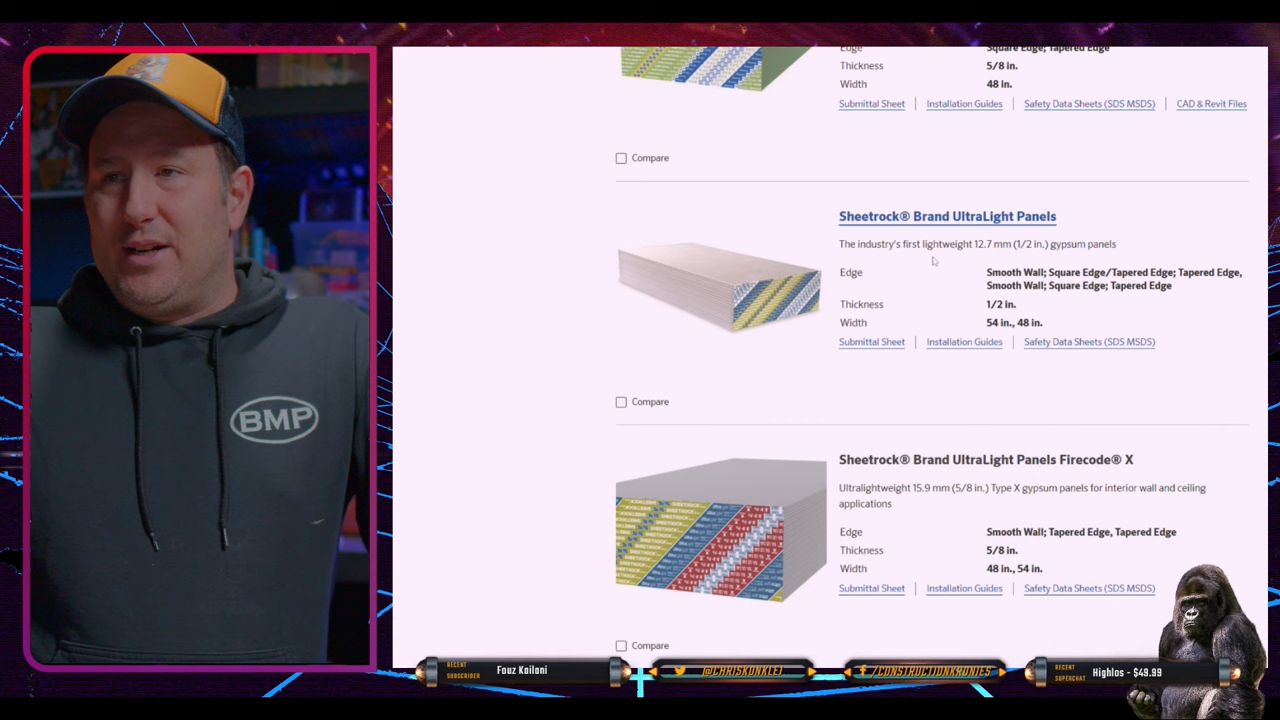 Edge Square Edge; Tapered Edge
Thickness 5/8 in.
Width 48 in.
Submittal Sheet | Installation Guides | Safety Data Sheets (SDS MSDS) | CAD & Revit Files
Compare
Sheetrock® Brand UltraLight Panels
The industry's first lightweight 12.7 mm (1/2 in.) gypsum panels
Edge Smooth Wall; Square Edge/Tapered Edge; Tapered Edge,
Smooth Wall; Square Edge; Tapered Edge
Thickness 1/2 in.
Width 54 in., 48 in.
Submittal Sheet | Installation Guides | Safety Data Sheets (SDS MSDS)
Compare
Sheetrock® Brand UltraLight Panels Firecode® X
Ultralightweight 15.9 mm (5/8 in.) Type X gypsum panels for interior wall and ceiling
applications
Edge Smooth Wall; Tapered Edge, Tapered Edge
Thickness 5/8 in.
Width 48 in., 54 in.
Submittal Sheet | Installation Guides | Safety Data Sheets (SDS MSDS)
Compare
BMP
RECENT
SUBSCRIBER
Fouz Kailani
@CHRISKUNKLE1
/CONSTRUCTIONKRONIES
RECENT
SUPERCHAT
Highlos - $49.99